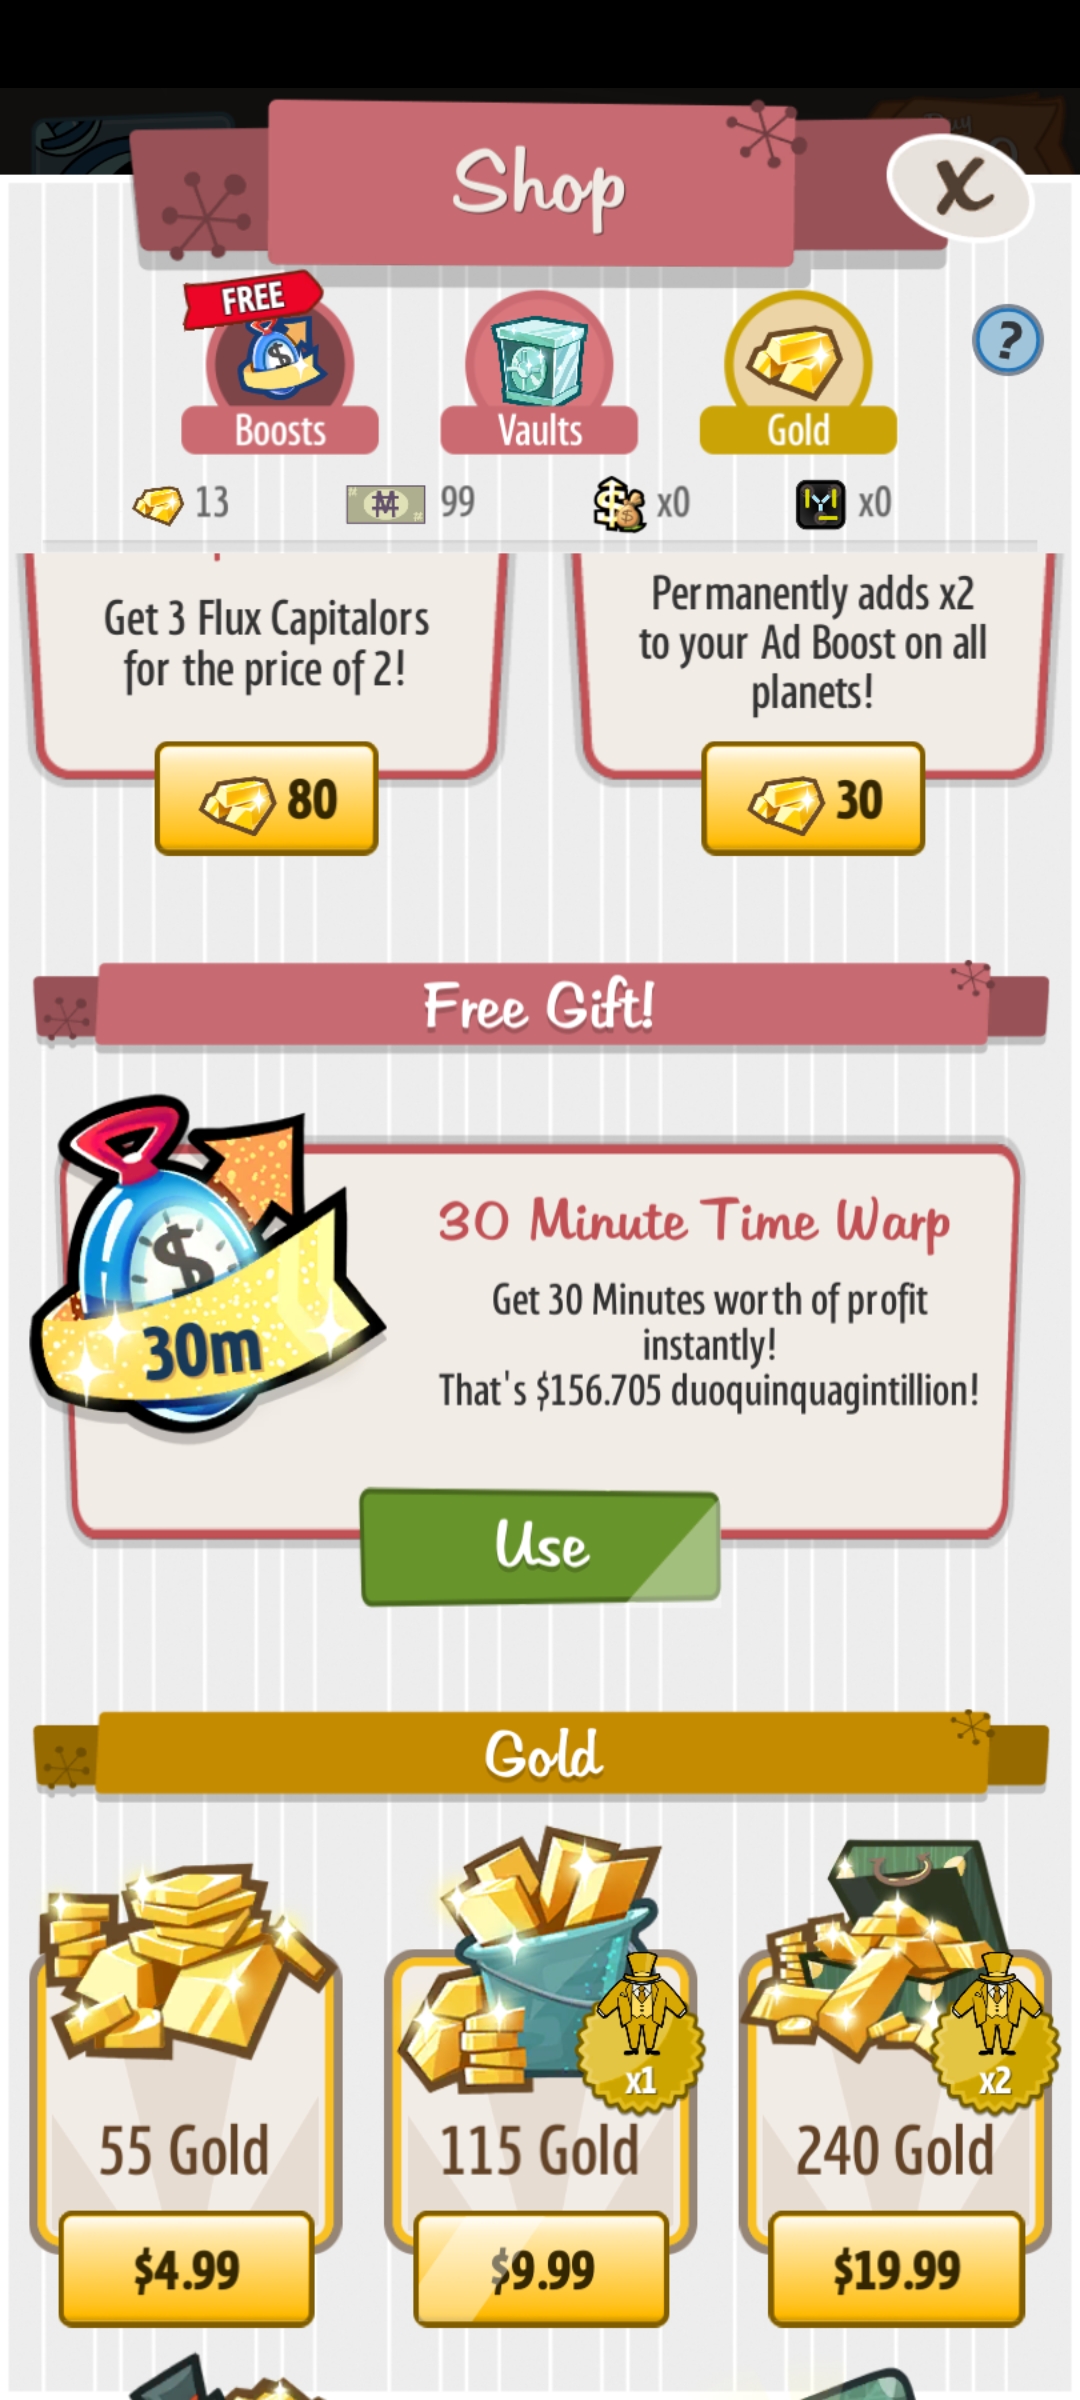 Shop
X
FREE
Boosts
Vaults
Gold
?
13
99
x0
x0
Get 3 Flux Capitalors
for the price of 2!
80
Permanently adds x2
to your Ad Boost on all
planets!
30
Free Gift!
30m
30 Minute Time Warp
Get 30 Minutes worth of profit
instantly!
That's $156.705 duoquinquagintillion!
Use
Gold
55 Gold
$4.99
x1
115 Gold
$9.99
x2
240 Gold
$19.99